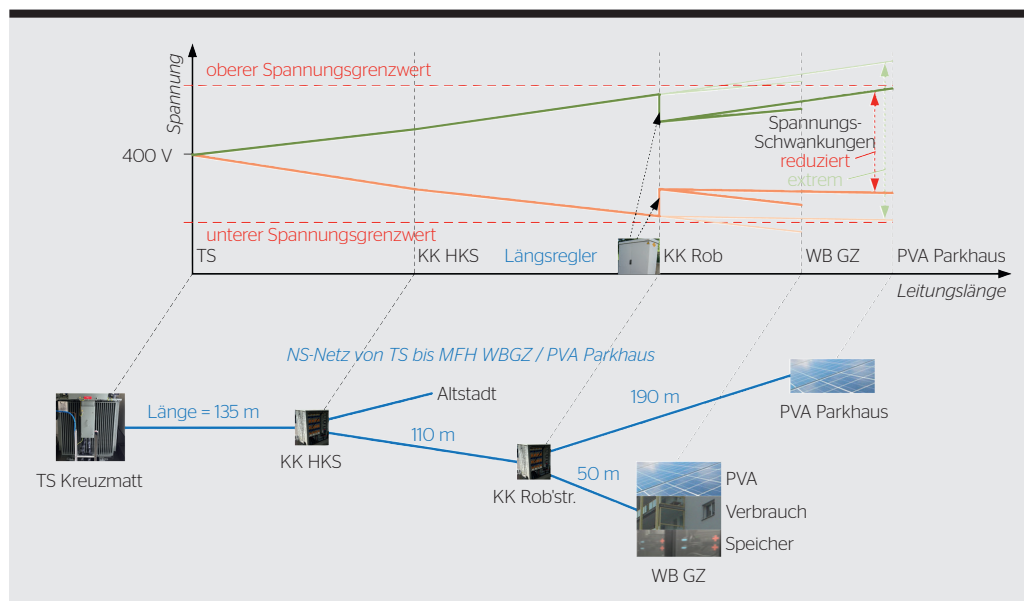 Spannung
oberer Spannungsgrenzwert
400 V
Spannungs-
Schwankungen
reduziert
extrem
unterer Spannungsgrenzwert
TS
KK HKS
Längsregler
KK Rob
WB GZ
PVA Parkhaus
Leitungslänge
NS-Netz von TS bis MFH WBGZ / PVA Parkhaus
Länge = 135 m
Altstadt
190 m
PVA Parkhaus
110 m
KK HKS
TS Kreuzmatt
50 m
KK Rob'str.
PVA
Verbrauch
Speicher
WB GZ